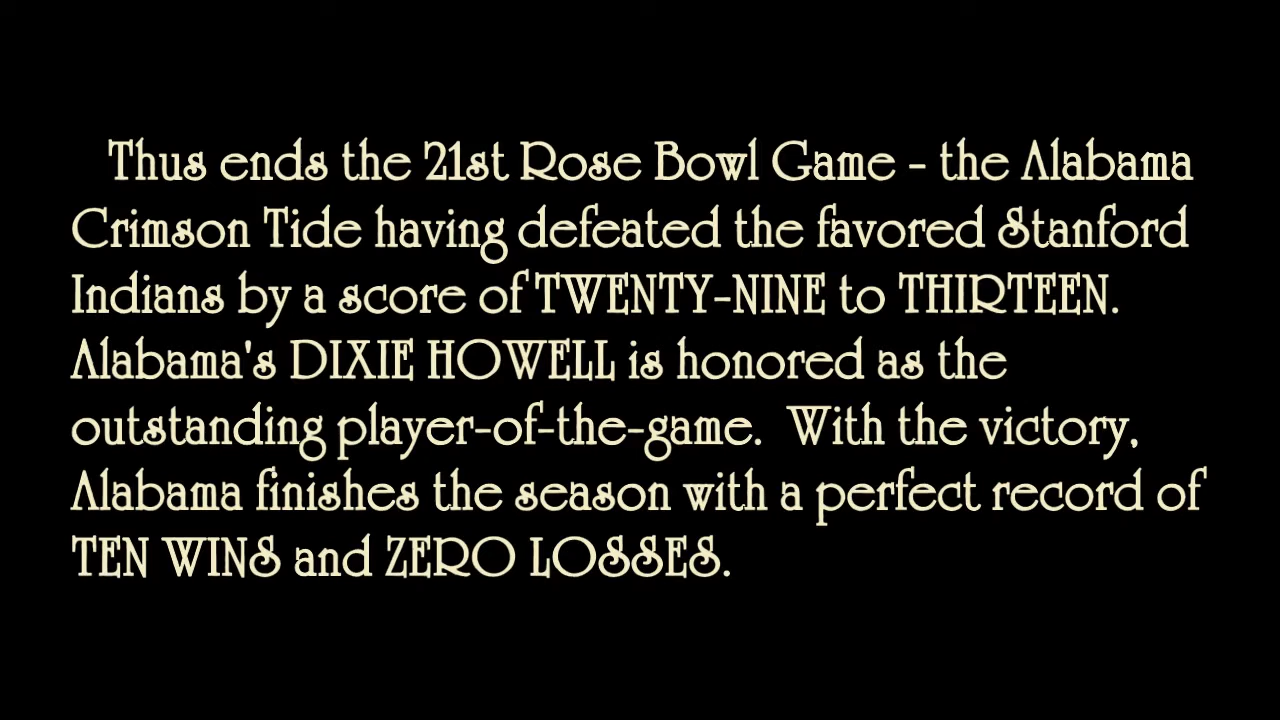 Thus ends the 21st Rose Bowl Game - the Alabama
Crimson Tide having defeated the favored Stanford
Indians by a score of TWENTY-NINE to THIRTEEN.
Alabama's DIXIE HOWELL is honored as the
outstanding player-of-the-game. With the victory,
Alabama finishes the season with a perfect record of
TEN WINS and ZERO LOSSES.